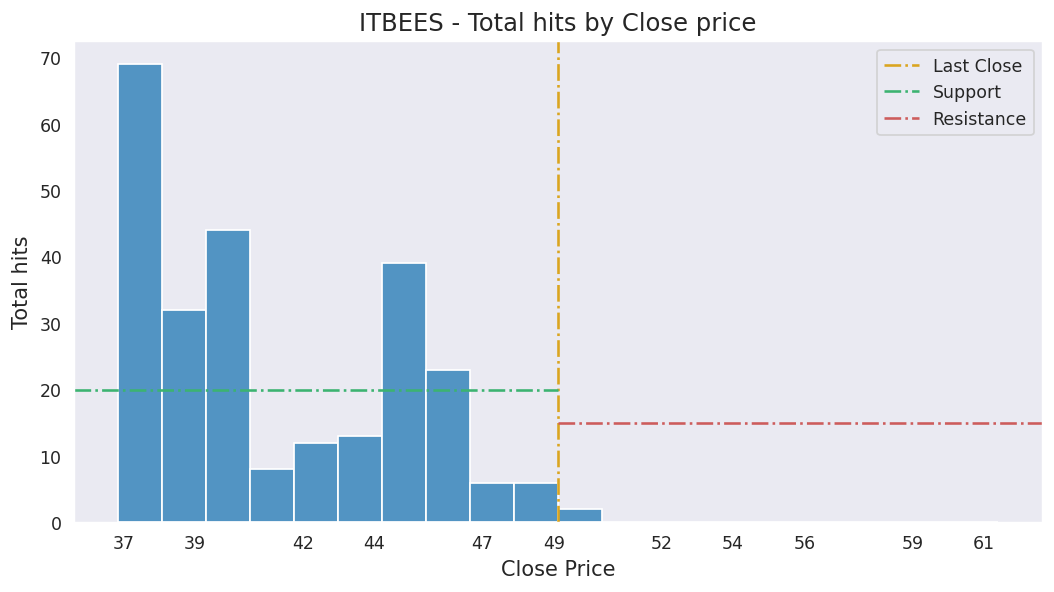 ITBEES - Total hits by Close price
Last Close
Support
Resistance
Total hits
70
60
50
40
30
20
10
0
37 39 42 44 47 49 52 54 56 59 61
Close Price